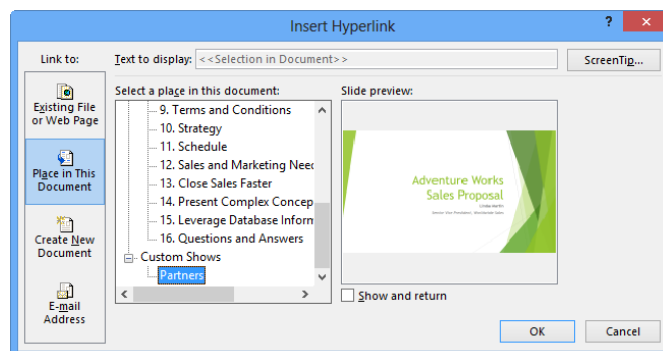 Insert Hyperlink
? ×
Link to:
Text to display: <<Selection in Document>>
ScreenTip...
Existing File
or Web Page
Place in This
Document
Create New
Document
E-mail
Address
Select a place in this document:
9. Terms and Conditions
10. Strategy
11. Schedule
12. Sales and Marketing Need
13. Close Sales Faster
14. Present Complex Concep
15. Leverage Database Inform
16. Questions and Answers
Custom Shows
Partners
Slide preview:
Adventure Works
Sales Proposal
Show and return
OK
Cancel